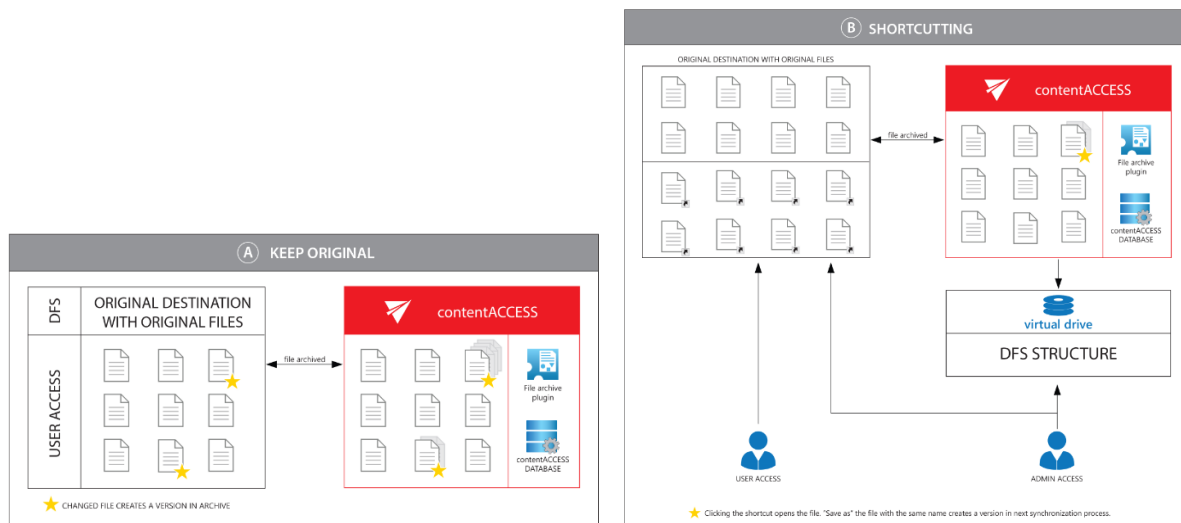 A KEEP ORIGINAL
DFS
ORIGINAL DESTINATION
WITH ORIGINAL FILES
USER ACCESS
file archived
contentACCESS
File archive
plugin
contentACCESS
DATABASE
CHANGED FILE CREATES A VERSION IN ARCHIVE
B SHORTCUTTING
ORIGINAL DESTINATION WITH ORIGINAL FILES
file archived
contentACCESS
File archive
plugin
contentACCESS
DATABASE
virtual drive
DFS STRUCTURE
USER ACCESS
ADMIN ACCESS
Clicking the shortcut opens the file. "Save as" the file with the same name creates a version in next synchronization process.